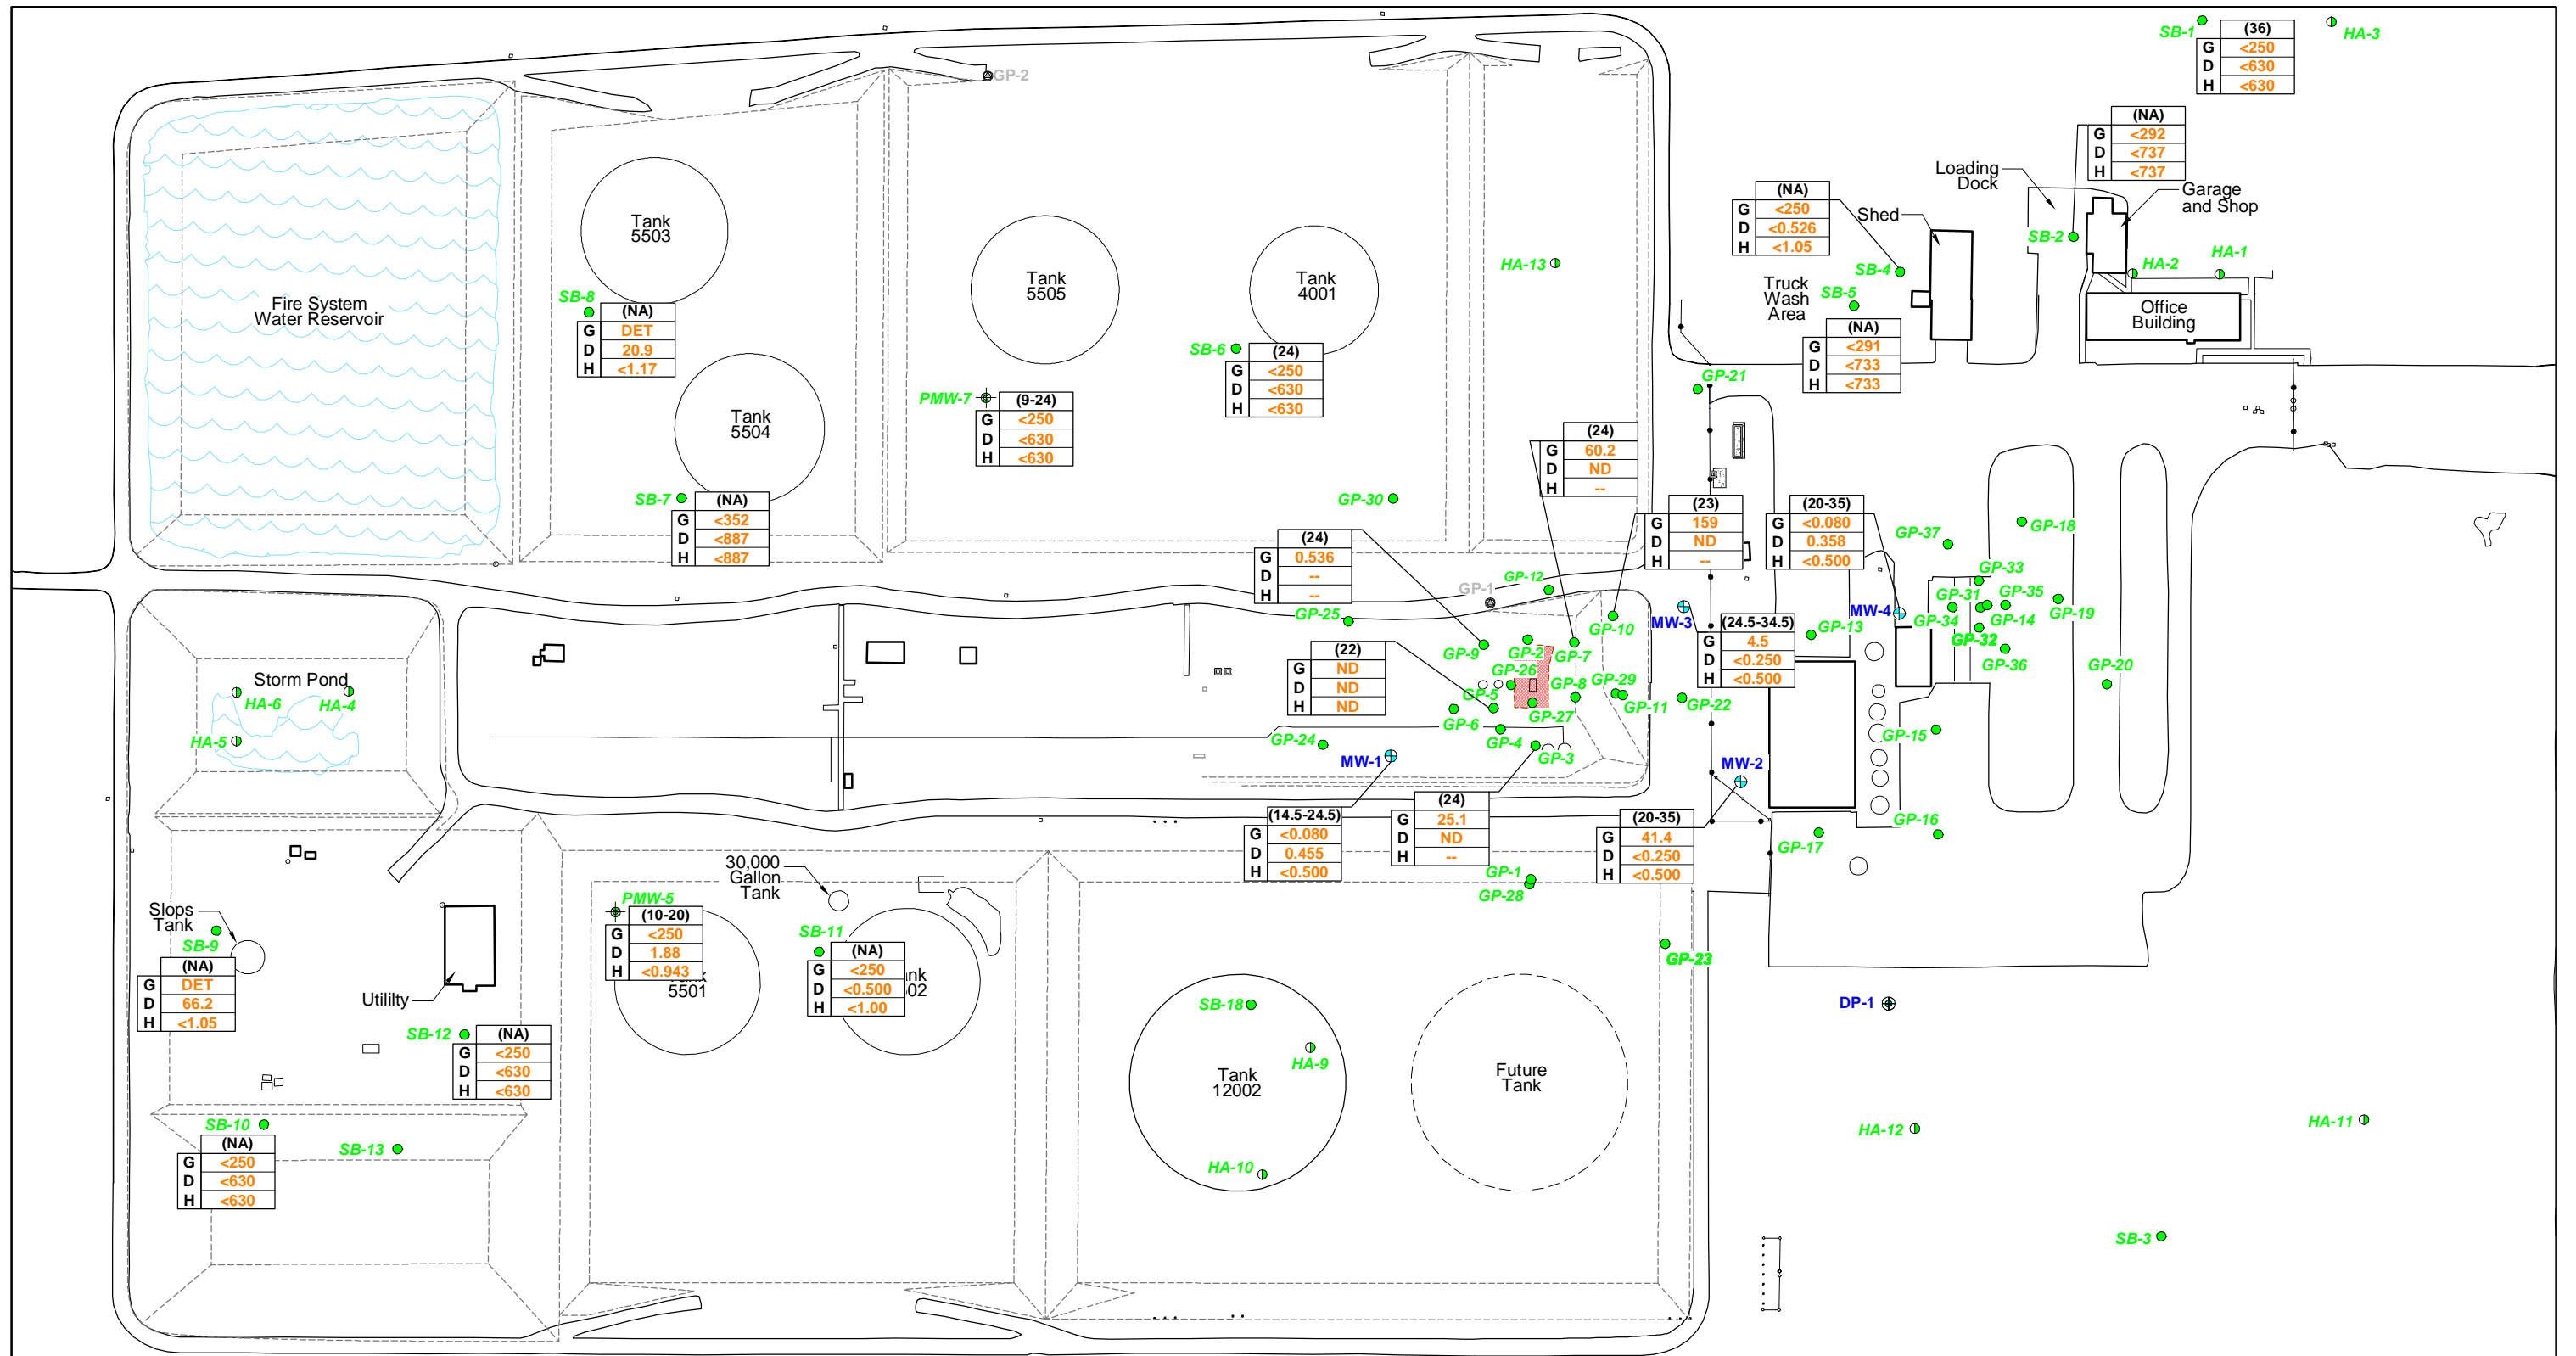 SB-1
(36)
G <250
D <630
H <630
HA-3
GP-2
(NA)
G <292
D <737
H <737
Loading
Dock
Garage
and Shop
(NA)
G <250
D <0.526
H <1.05
Shed
SB-2
SB-4
HA-2
HA-1
Tank
5503
Tank
5505
Tank
4001
HA-13
Truck
Wash
Area
SB-5
Office
Building
Fire System
Water Reservoir
SB-8
(NA)
G DET
D 20.9
H <1.17
(NA)
G <291
D <733
H <733
SB-6
(24)
G <250
D <630
H <630
GP-21
PMW-7
(9-24)
G <250
D <630
H <630
Tank
5504
(24)
G 60.2
D ND
H --
SB-7
(NA)
G <352
D <887
H <887
GP-30
(23)
G 159
D ND
H --
(20-35)
G <0.080
D 0.358
H <0.500
GP-37
GP-18
(24)
G 0.536
D --
H --
GP-1
GP-12
GP-33
GP-31
GP-35
GP-19
GP-25
GP-10
MW-3
MW-4
GP-34
GP-14
GP-13
GP-32
GP-36
(24.5-34.5)
G 4.5
D <0.250
H <0.500
GP-9
GP-2
GP-7
(22)
G ND
D ND
H ND
GP-26
GP-5
GP-8
GP-29
GP-20
Storm Pond
HA-6
HA-4
GP-6
GP-27
GP-11
GP-22
HA-5
GP-24
GP-4
GP-3
GP-15
MW-1
MW-2
(14.5-24.5)
G <0.080
D 0.455
H <0.500
(24)
G 25.1
D ND
H --
(20-35)
G 41.4
D <0.250
H <0.500
GP-16
GP-17
30,000
Gallon
Tank
GP-1
GP-28
Slops
Tank
SB-9
(NA)
G DET
D 66.2
H <1.05
PMW-5
(10-20)
G <250
D 1.88
H <0.943
5501
SB-11
(NA)
G <250
D <0.500
H <1.00
nk
02
GP-23
Utililty
DP-1
SB-18
SB-12
(NA)
G <250
D <630
H <630
HA-9
Tank
12002
Future
Tank
SB-10
(NA)
G <250
D <630
H <630
SB-13
HA-10
HA-12
HA-11
SB-3